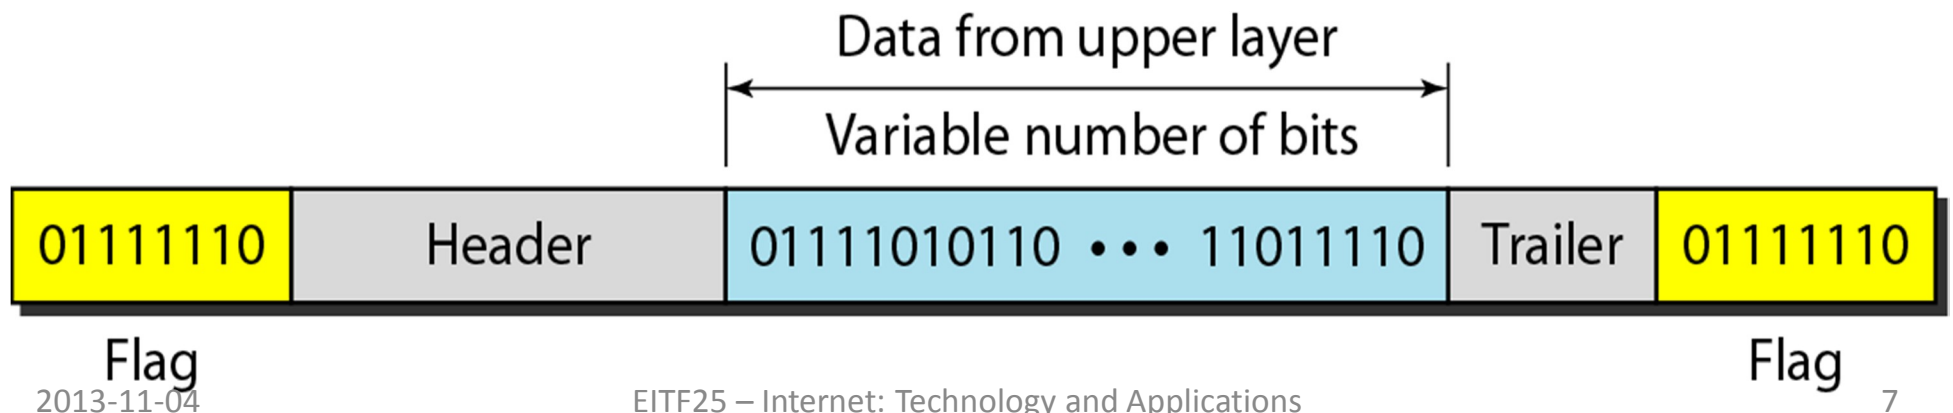 Data from upper layer
Variable number of bits
01111110 Header 01111010110 ••• 11011110 Trailer 01111110
Flag Flag
2013-11-04 EITF25 – Internet: Technology and Applications 7